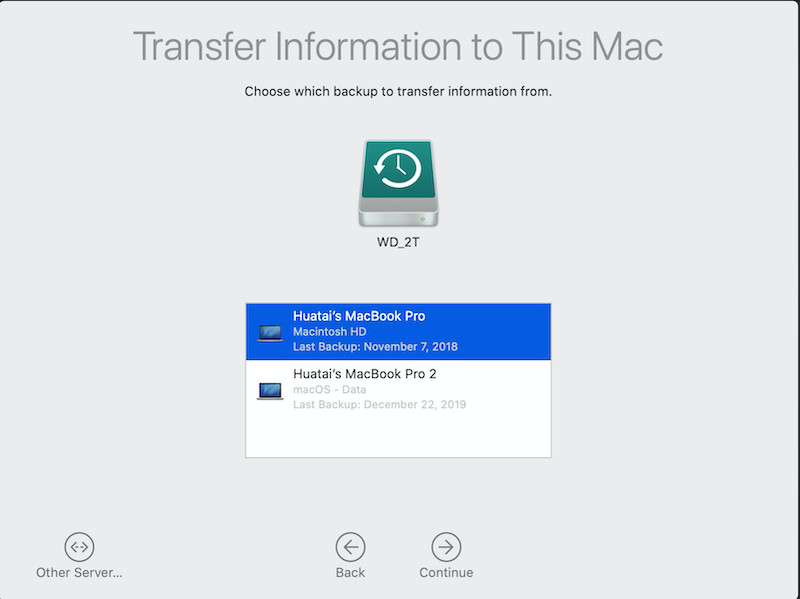 Transfer Information to This Mac
Choose which backup to transfer information from.
WD_2T
Huatai's MacBook Pro
Macintosh HD
Last Backup: November 7, 2018
Huatai's MacBook Pro 2
macOS - Data
Last Backup: December 22, 2019
Other Server...
Back
Continue